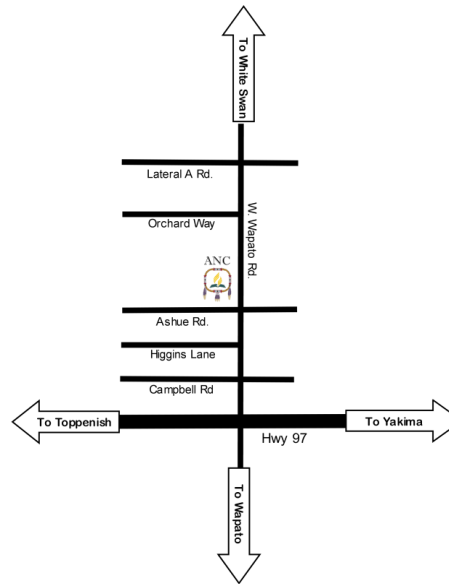 To White Swan
Lateral A Rd.
W. Wapato Rd.
Orchard Way
ANC
Ashue Rd.
Higgins Lane
Campbell Rd
To Toppenish
To Yakima
Hwy 97
To Wapato